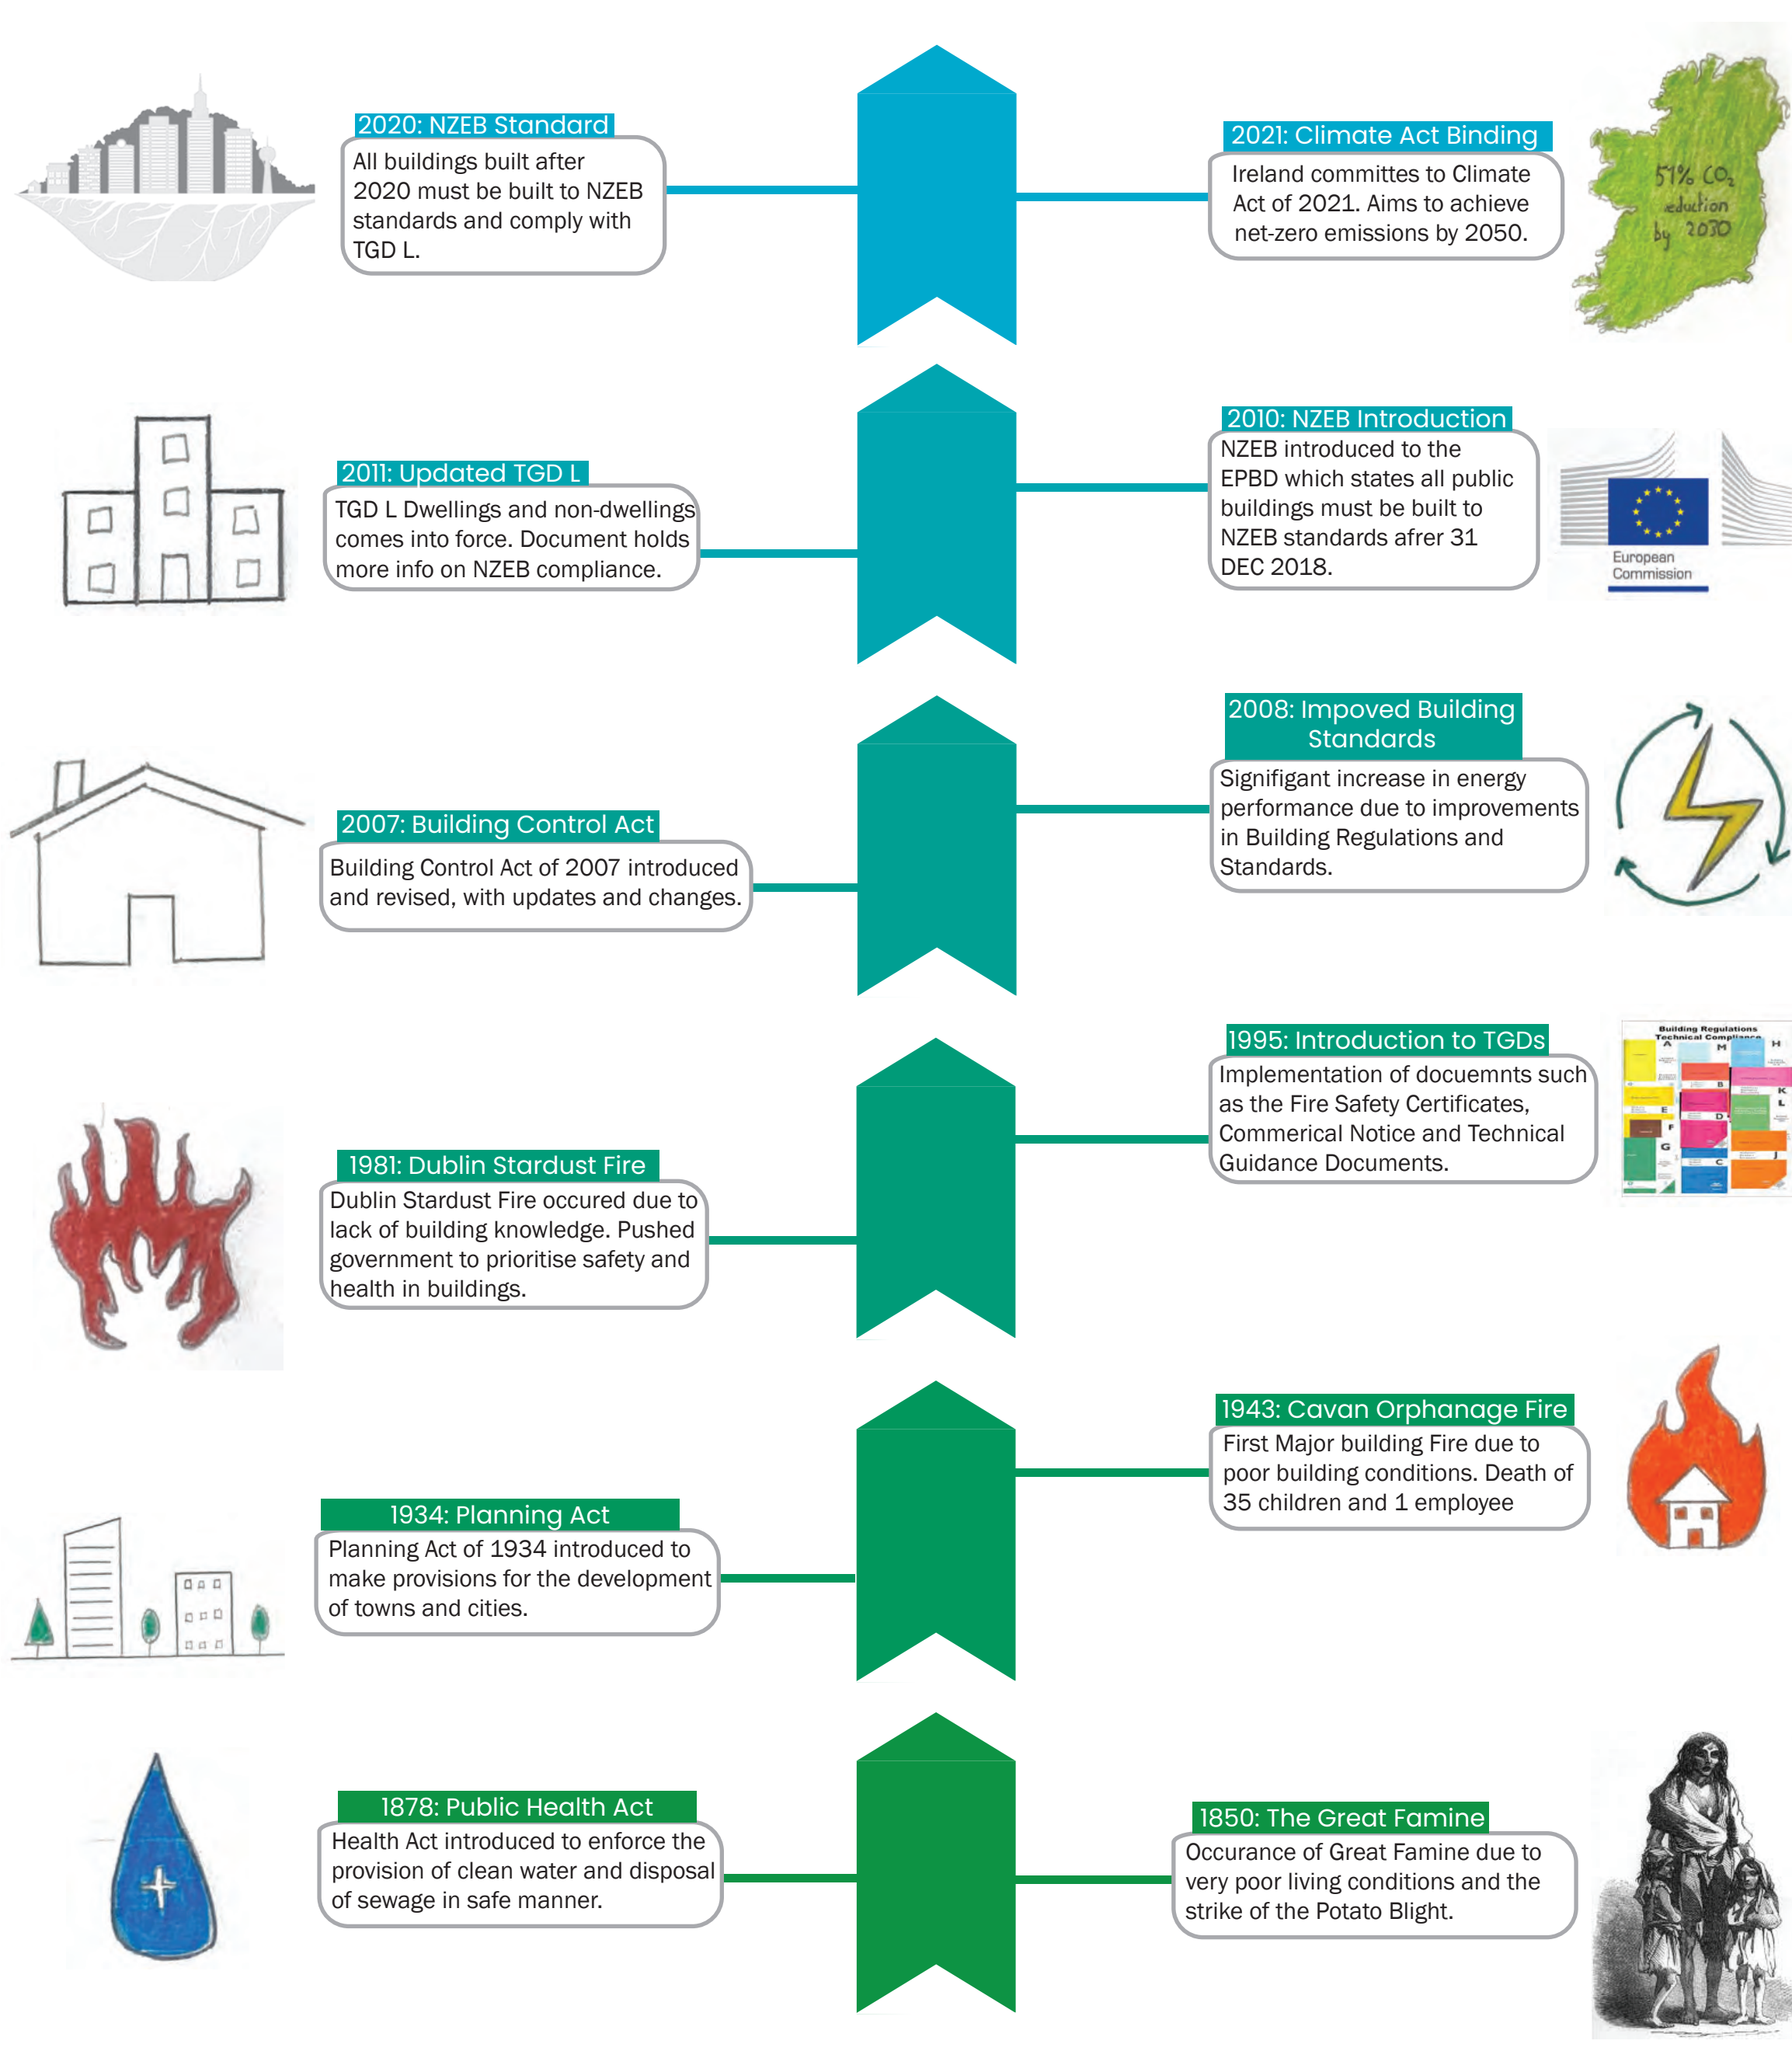 2020: NZEB Standard
All buildings built after
2020 must be built to NZEB
standards and comply with
TGD L.
2021: Climate Act Binding
Ireland committes to Climate
Act of 2021. Aims to achieve
net-zero emissions by 2050.
51% CO₂
eduction
by 2030
2011: Updated TGD L
TGD L Dwellings and non-dwellings
comes into force. Document holds
more info on NZEB compliance.
2010: NZEB Introduction
NZEB introduced to the
EPBD which states all public
buildings must be built to
NZEB standards afrer 31
DEC 2018.
European
Commission
2007: Building Control Act
Building Control Act of 2007 introduced
and revised, with updates and changes.
2008: Impoved Building
Standards
Signifigant increase in energy
performance due to improvements
in Building Regulations and
Standards.
1981: Dublin Stardust Fire
Dublin Stardust Fire occured due to
lack of building knowledge. Pushed
government to prioritise safety and
health in buildings.
1995: Introduction to TGDs
Implementation of docuemnts such
as the Fire Safety Certificates,
Commerical Notice and Technical
Guidance Documents.
Building Regulations
Technical Compliance
A M H
B
K
E D L
F
G
C J
1934: Planning Act
Planning Act of 1934 introduced to
make provisions for the development
of towns and cities.
1943: Cavan Orphanage Fire
First Major building Fire due to
poor building conditions. Death of
35 children and 1 employee
1878: Public Health Act
Health Act introduced to enforce the
provision of clean water and disposal
of sewage in safe manner.
1850: The Great Famine
Occurance of Great Famine due to
very poor living conditions and the
strike of the Potato Blight.